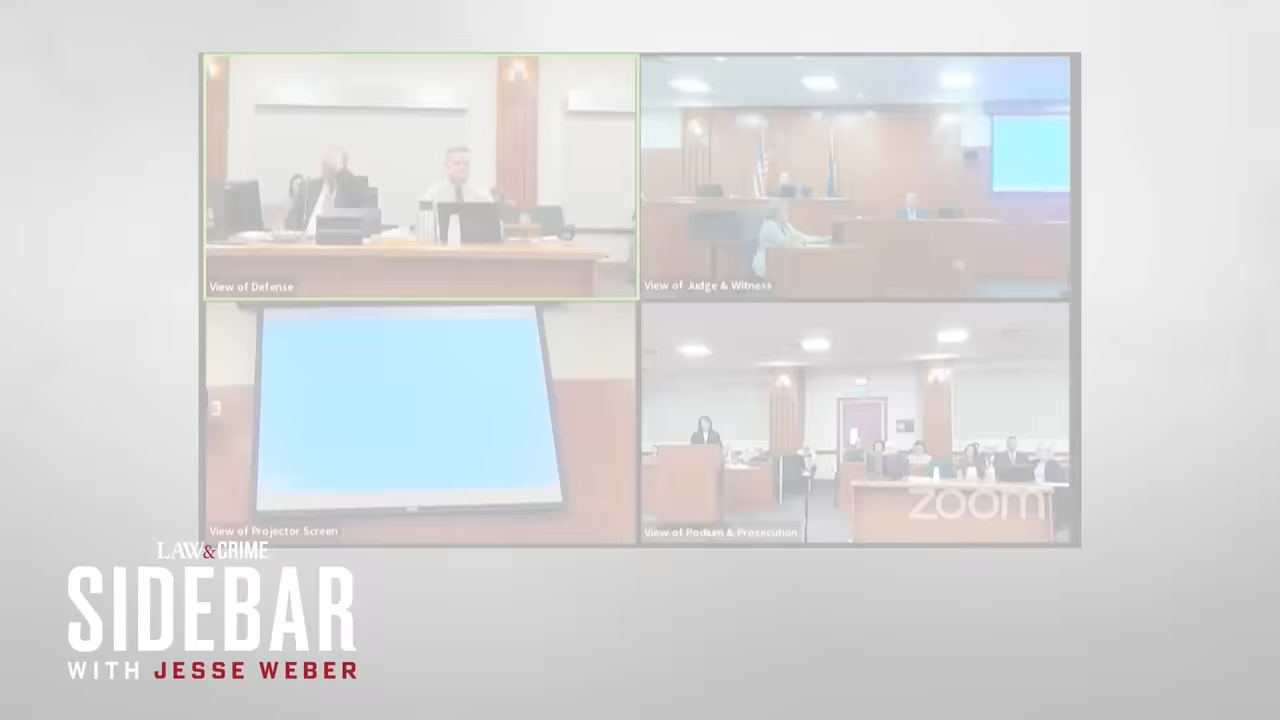 View of Defense
View of Judge & Witness
View of Projector Screen
View of Podium & Prosecution
zoom
LAW&CRIME
SIDEBAR
WITH JESSE WEBER